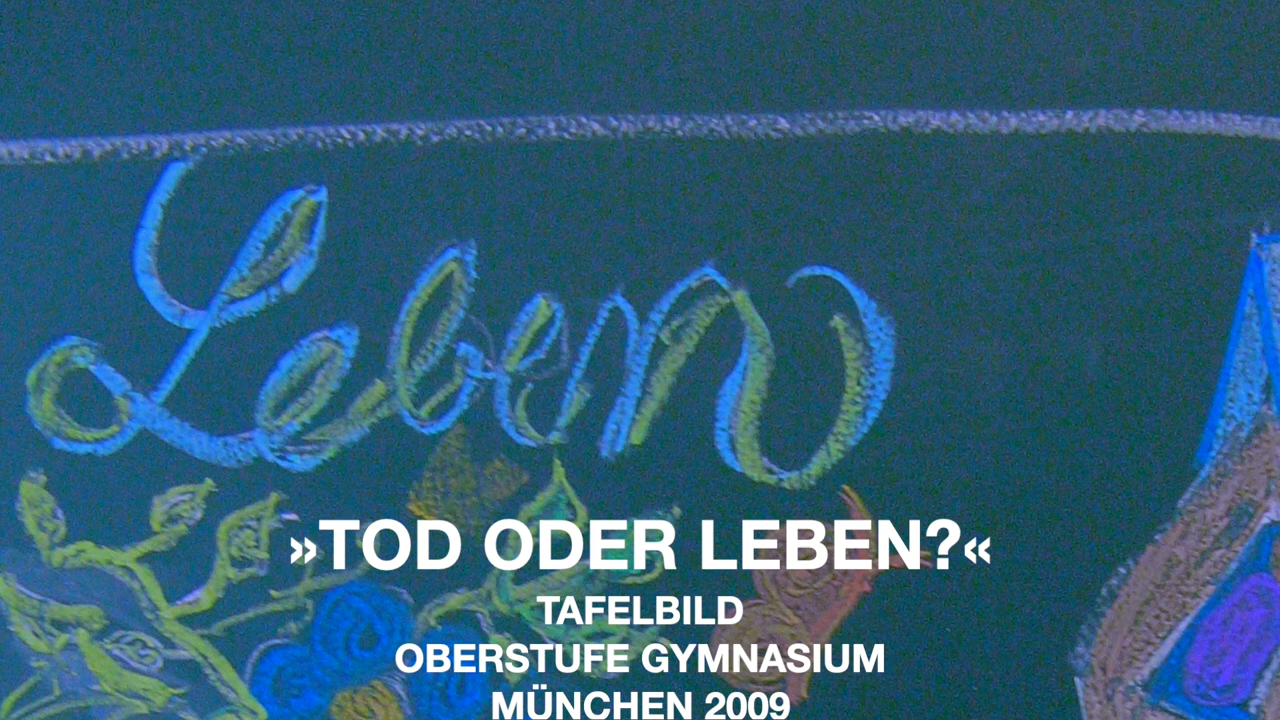 Leben
»TOD ODER LEBEN?«
TAFELBILD
OBERSTUFE GYMNASIUM
MÜNCHEN 2009